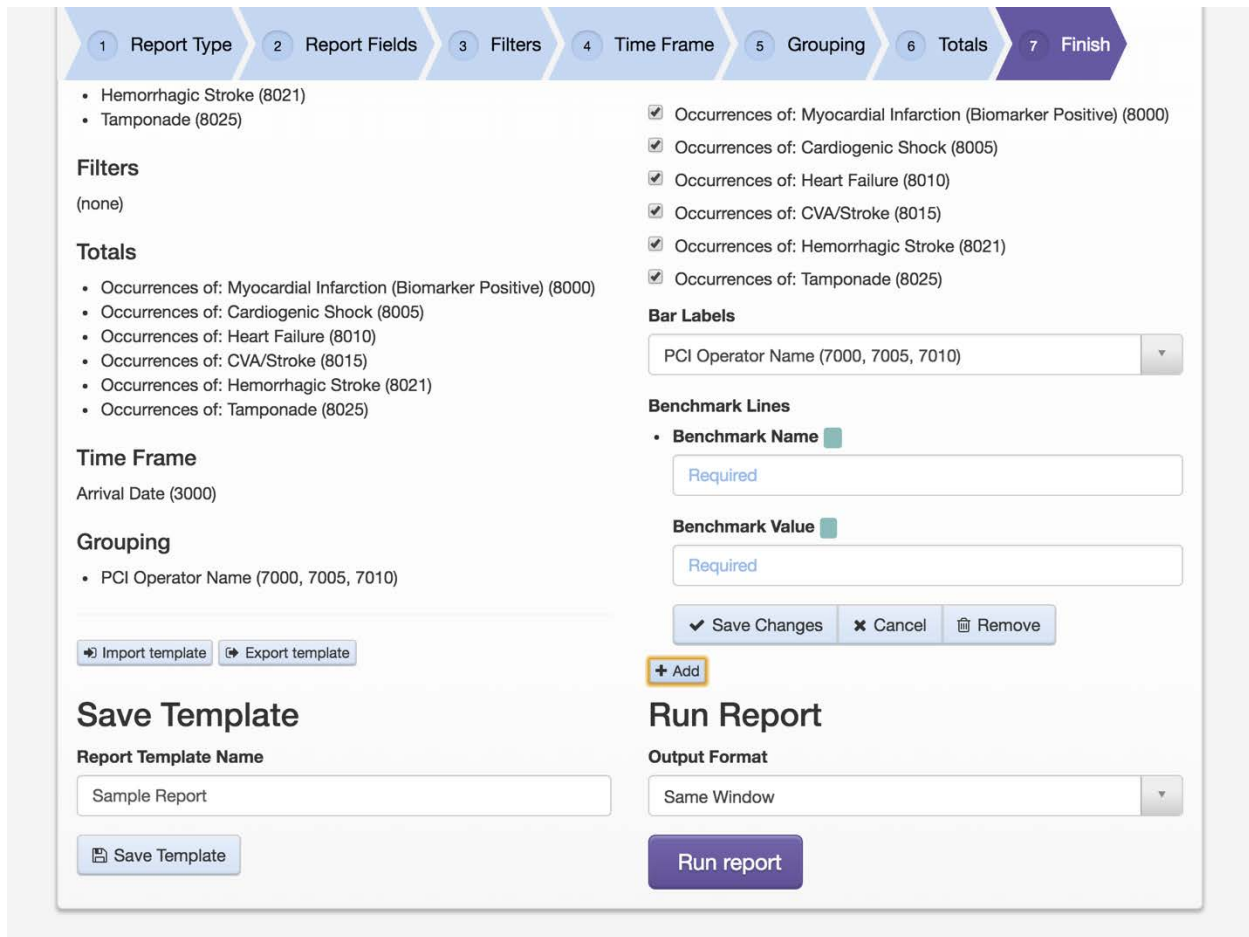 1 Report Type 2 Report Fields 3 Filters 4 Time Frame 5 Grouping 6 Totals 7 Finish
• Hemorrhagic Stroke (8021)
• Tamponade (8025)
Filters
(none)
Totals
• Occurrences of: Myocardial Infarction (Biomarker Positive) (8000)
• Occurrences of: Cardiogenic Shock (8005)
• Occurrences of: Heart Failure (8010)
• Occurrences of: CVA/Stroke (8015)
• Occurrences of: Hemorrhagic Stroke (8021)
• Occurrences of: Tamponade (8025)
Time Frame
Arrival Date (3000)
Grouping
• PCI Operator Name (7000, 7005, 7010)
Import template Export template
Save Template
Report Template Name
Sample Report
Save Template
Occurrences of: Myocardial Infarction (Biomarker Positive) (8000)
Occurrences of: Cardiogenic Shock (8005)
Occurrences of: Heart Failure (8010)
Occurrences of: CVA/Stroke (8015)
Occurrences of: Hemorrhagic Stroke (8021)
Occurrences of: Tamponade (8025)
Bar Labels
PCI Operator Name (7000, 7005, 7010)
Benchmark Lines
• Benchmark Name
Required
Benchmark Value
Required
Save Changes Cancel Remove
+ Add
Run Report
Output Format
Same Window
Run report